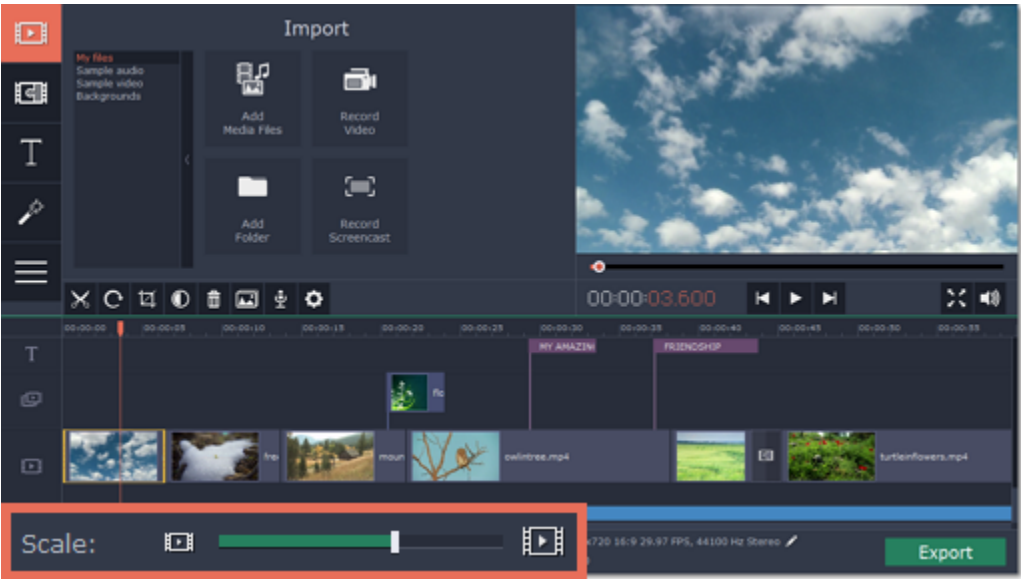 Import
My files
Sample audio
Sample video
Backgrounds
Add
Media Files
Record
Video
Add
Folder
Record
Screencast
T
00:00:03.600
00:00:00 00:00:05 00:00:10 00:00:15 00:00:20 00:00:25 00:00:30 00:00:35 00:00:40 00:00:45 00:00:50 00:00:55
T
MY AMAZIN
FRIENDSHIP
flo
free
moun
owlintree.mp4
turtleinflowers.mp4
Scale:
x720 16:9 29.97 FPS, 44100 Hz Stereo
Export